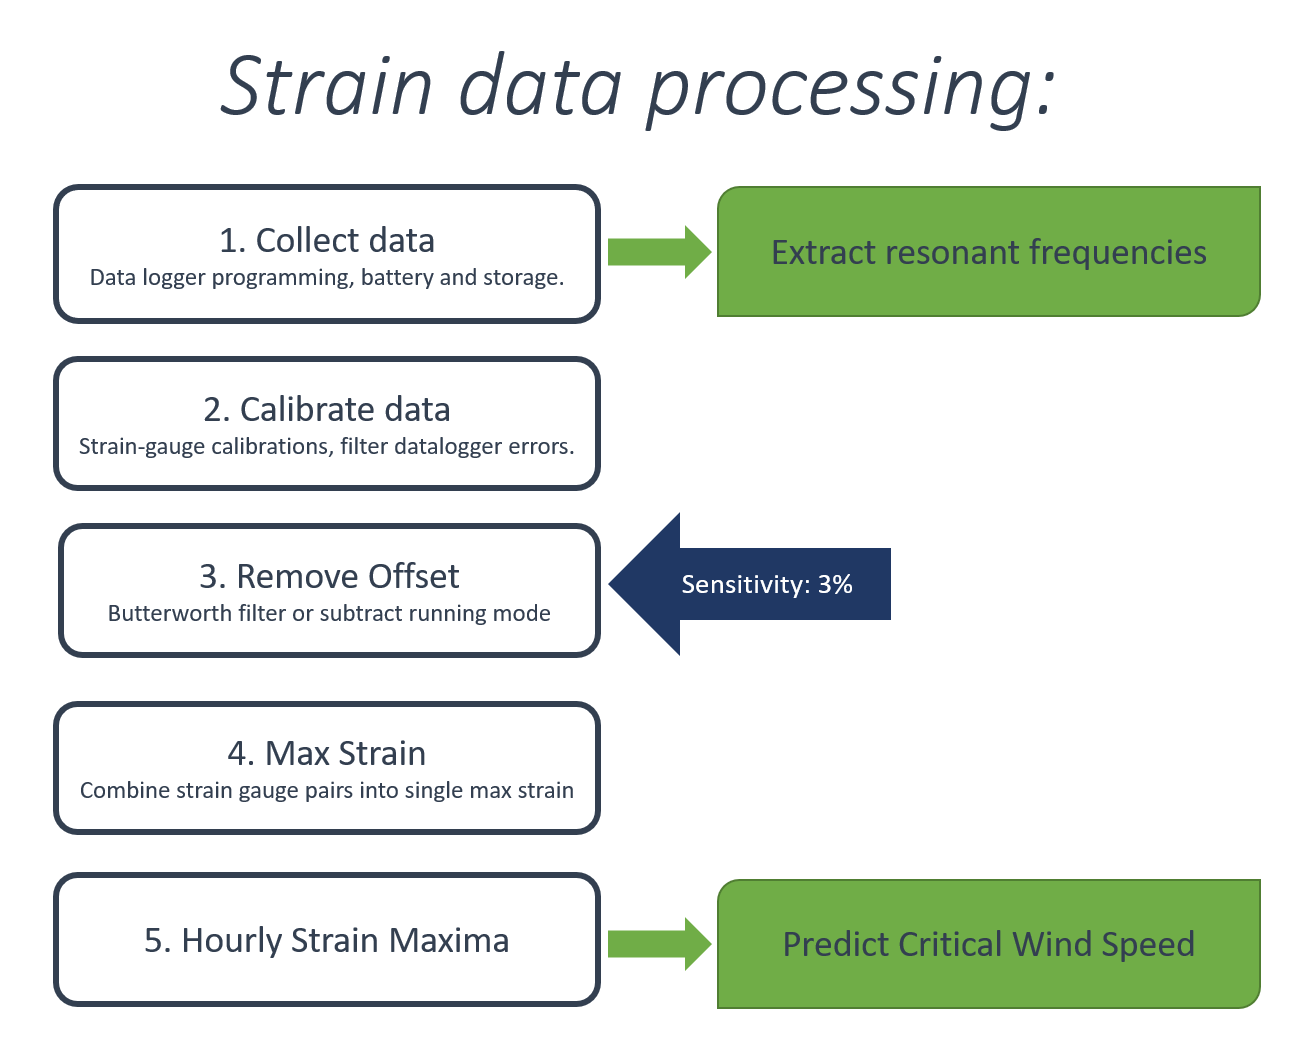 Strain data processing:
1. Collect data
Data logger programming, battery and storage.
Extract resonant frequencies
2. Calibrate data
Strain-gauge calibrations, filter datalogger errors.
3. Remove Offset
Butterworth filter or subtract running mode
Sensitivity: 3%
4. Max Strain
Combine strain gauge pairs into single max strain
5. Hourly Strain Maxima
Predict Critical Wind Speed